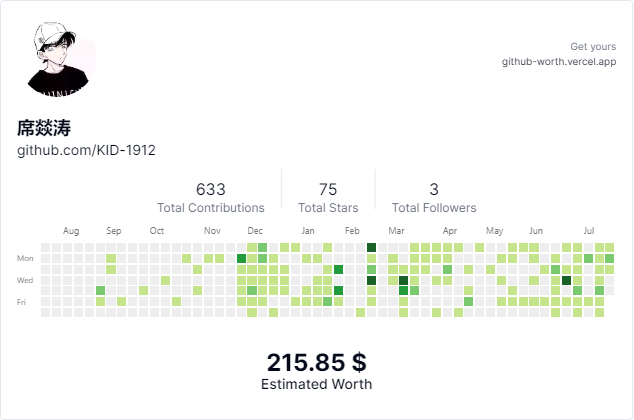 Get yours
github-worth.vercel.app
席燚涛
github.com/KID-1912
633 75 3
Total Contributions Total Stars Total Followers
Aug Sep Oct Nov Dec Jan Feb Mar Apr May Jun Jul
Mon
Wed
Fri
215.85 $
Estimated Worth